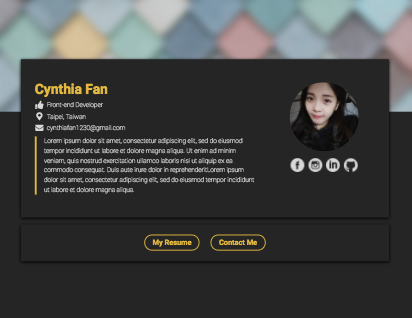 Cynthia Fan
Front-end Developer
Taipei, Taiwan
cynthiafan1230@gmail.com
Lorem ipsum dolor sit amet, consectetur adipiscing elit, sed do eiusmod
tempor incididunt ut labore et dolore magna aliqua. Ut enim ad minim
veniam, quis nostrud exercitation ullamco laboris nisi ut aliquip ex ea
commodo consequat. Duis aute irure dolor in reprehenderitLorem ipsum
dolor sit amet, consectetur adipiscing elit, sed do eiusmod tempor incididunt
ut labore et dolore magna aliqua.
My Resume
Contact Me